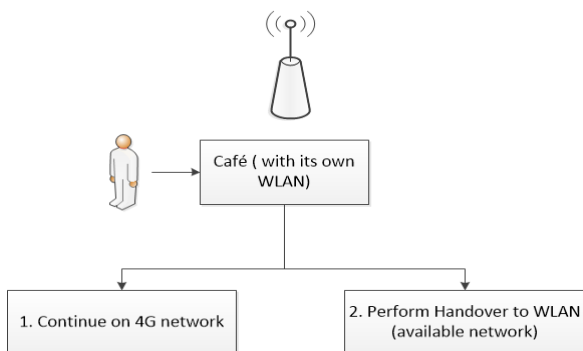 Café ( with its own
WLAN)
1. Continue on 4G network
2. Perform Handover to WLAN
(available network)